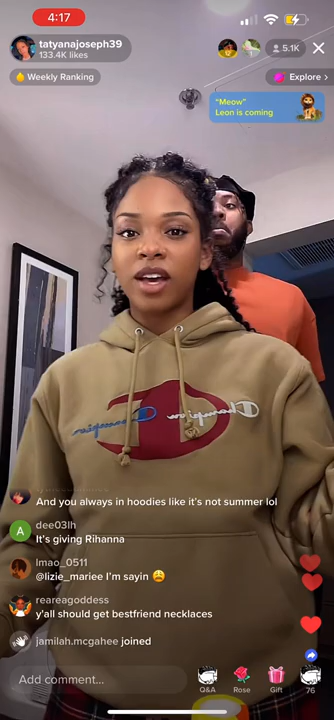 4:17
tatyanajoseph39
133.4K likes
5.1K
Weekly Ranking
Explore >
“Meow”
Leon is coming
Champion
Champion
And you always in hoodies like it's not summer lol
A
dee03lh
It's giving Rihanna
lmao_0511
@lizie_mariee I'm sayin 😩
reareagoddess
y'all should get bestfriend necklaces
jamilah.mcgahee joined
Add comment...
Q&A
Rose
Gift
76